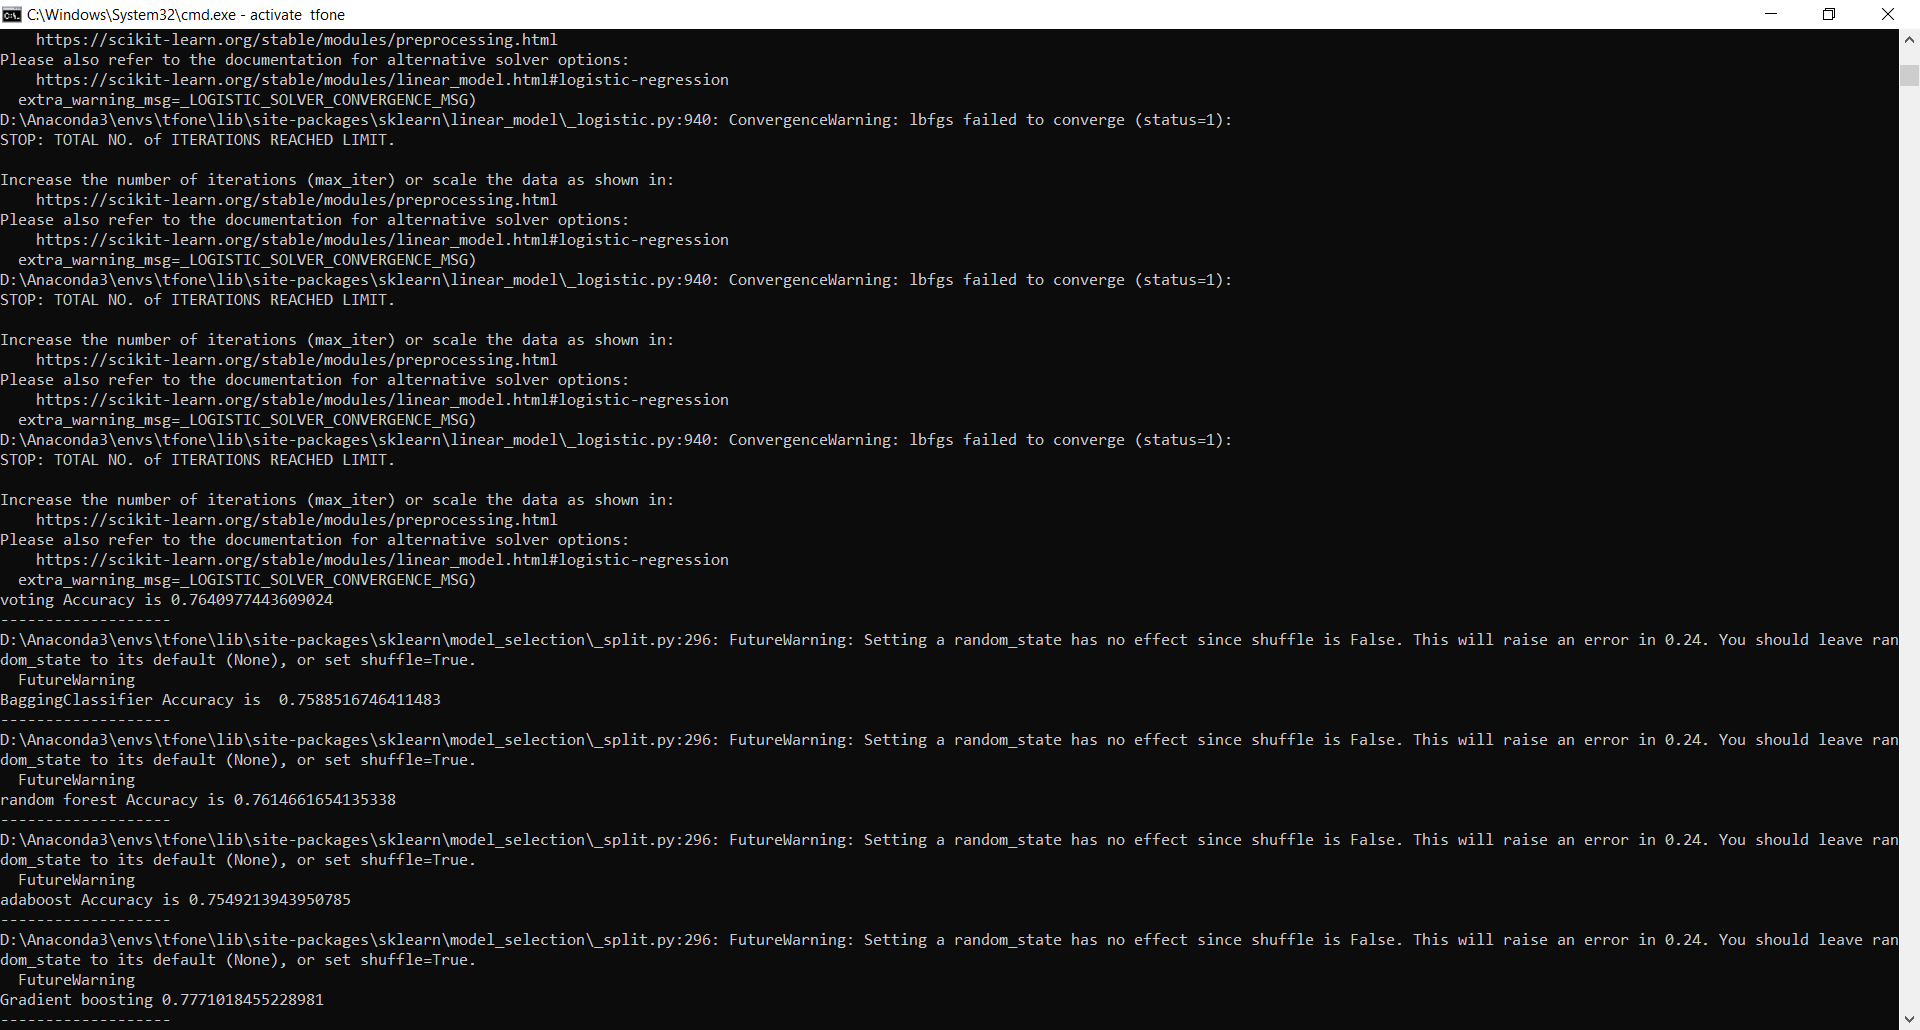 C:\Windows\System32\cmd.exe - activate  tfone
    https://scikit-learn.org/stable/modules/preprocessing.html
Please also refer to the documentation for alternative solver options:
    https://scikit-learn.org/stable/modules/linear_model.html#logistic-regression
  extra_warning_msg=_LOGISTIC_SOLVER_CONVERGENCE_MSG)
D:\Anaconda3\envs\tfone\lib\site-packages\sklearn\linear_model\_logistic.py:940: ConvergenceWarning: lbfgs failed to converge (status=1):
STOP: TOTAL NO. of ITERATIONS REACHED LIMIT.

Increase the number of iterations (max_iter) or scale the data as shown in:
    https://scikit-learn.org/stable/modules/preprocessing.html
Please also refer to the documentation for alternative solver options:
    https://scikit-learn.org/stable/modules/linear_model.html#logistic-regression
  extra_warning_msg=_LOGISTIC_SOLVER_CONVERGENCE_MSG)
D:\Anaconda3\envs\tfone\lib\site-packages\sklearn\linear_model\_logistic.py:940: ConvergenceWarning: lbfgs failed to converge (status=1):
STOP: TOTAL NO. of ITERATIONS REACHED LIMIT.

Increase the number of iterations (max_iter) or scale the data as shown in:
    https://scikit-learn.org/stable/modules/preprocessing.html
Please also refer to the documentation for alternative solver options:
    https://scikit-learn.org/stable/modules/linear_model.html#logistic-regression
  extra_warning_msg=_LOGISTIC_SOLVER_CONVERGENCE_MSG)
D:\Anaconda3\envs\tfone\lib\site-packages\sklearn\linear_model\_logistic.py:940: ConvergenceWarning: lbfgs failed to converge (status=1):
STOP: TOTAL NO. of ITERATIONS REACHED LIMIT.

Increase the number of iterations (max_iter) or scale the data as shown in:
    https://scikit-learn.org/stable/modules/preprocessing.html
Please also refer to the documentation for alternative solver options:
    https://scikit-learn.org/stable/modules/linear_model.html#logistic-regression
  extra_warning_msg=_LOGISTIC_SOLVER_CONVERGENCE_MSG)
voting Accuracy is 0.7640977443609024
-------------------
D:\Anaconda3\envs\tfone\lib\site-packages\sklearn\model_selection\_split.py:296: FutureWarning: Setting a random_state has no effect since shuffle is False. This will raise an error in 0.24. You should leave ran
dom_state to its default (None), or set shuffle=True.
  FutureWarning
BaggingClassifier Accuracy is  0.7588516746411483
-------------------
D:\Anaconda3\envs\tfone\lib\site-packages\sklearn\model_selection\_split.py:296: FutureWarning: Setting a random_state has no effect since shuffle is False. This will raise an error in 0.24. You should leave ran
dom_state to its default (None), or set shuffle=True.
  FutureWarning
random forest Accuracy is 0.7614661654135338
-------------------
D:\Anaconda3\envs\tfone\lib\site-packages\sklearn\model_selection\_split.py:296: FutureWarning: Setting a random_state has no effect since shuffle is False. This will raise an error in 0.24. You should leave ran
dom_state to its default (None), or set shuffle=True.
  FutureWarning
adaboost Accuracy is 0.7549213943950785
-------------------
D:\Anaconda3\envs\tfone\lib\site-packages\sklearn\model_selection\_split.py:296: FutureWarning: Setting a random_state has no effect since shuffle is False. This will raise an error in 0.24. You should leave ran
dom_state to its default (None), or set shuffle=True.
  FutureWarning
Gradient boosting 0.7771018455228981
-------------------